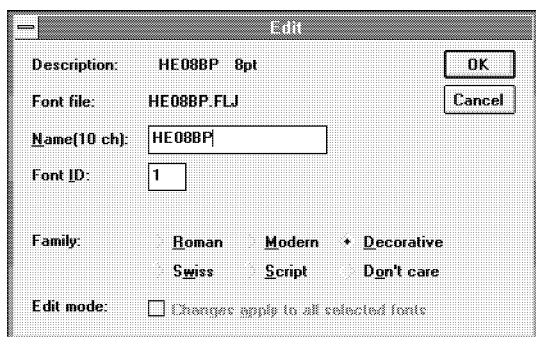 Edit
Description: HE08BP 8pt OK
Font file: HE08BP.FLJ Cancel
Name(10 ch): HE08BP
Font ID: 1
Family: Roman Modern Decorative
Swiss Script Don't care
Edit mode: Changes apply to all selected fonts